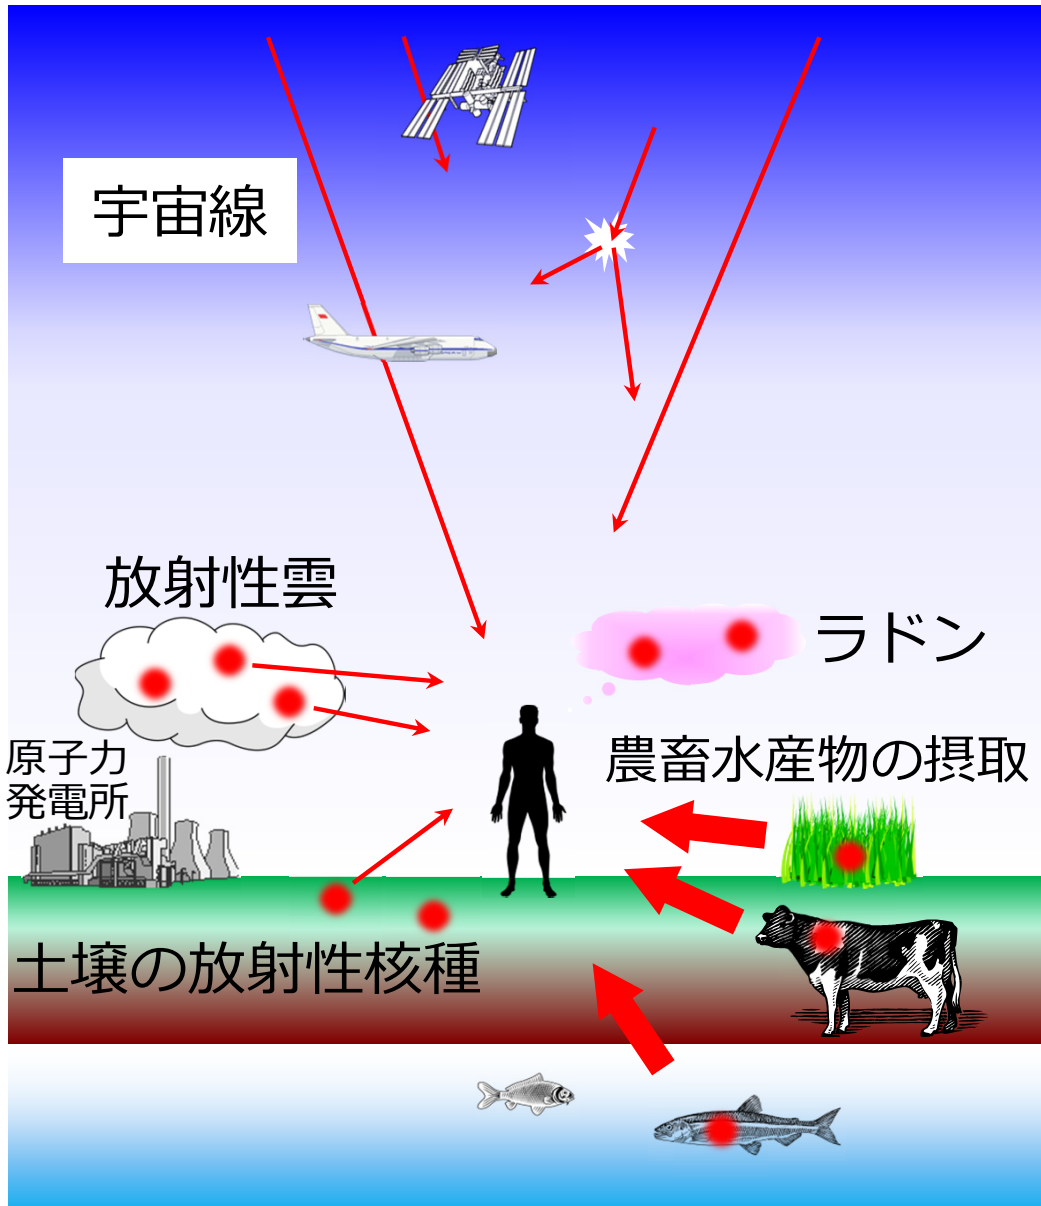 宇宙線
放射性雲
ラドン
原子力
発電所
農畜水産物の摂取
土壌の放射性核種